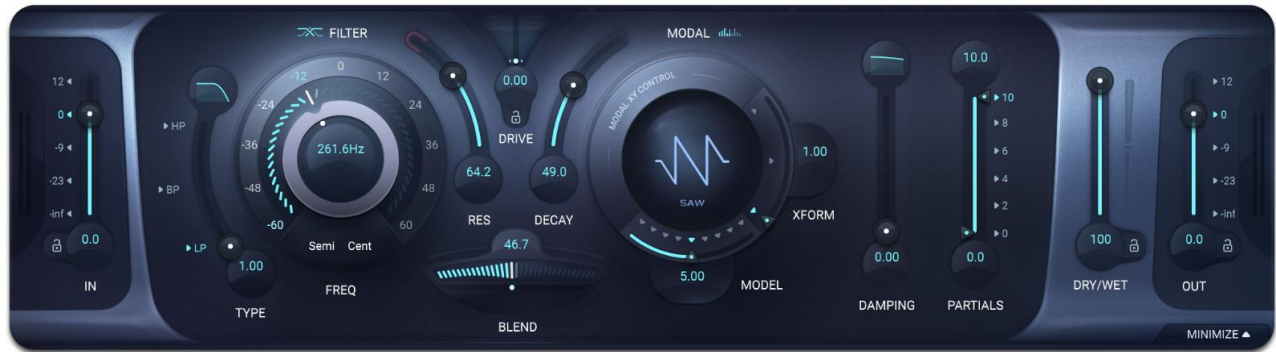 FILTER
MODAL
12
0
-9
-23
-inf
0.0
IN
HP
BP
LP
1.00
TYPE
-60
-48
-36
-24
-12
0
12
24
36
48
60
261.6Hz
Semi Cent
FREQ
64.2
RES
0.00
DRIVE
49.0
DECAY
46.7
BLEND
MODAL XY CONTROL
SAW
1.00
XFORM
5.00
MODEL
0.00
DAMPING
10.0
10
8
6
4
2
0
0.0
PARTIALS
100
DRY/WET
12
0
-9
-23
-inf
0.0
OUT
MINIMIZE